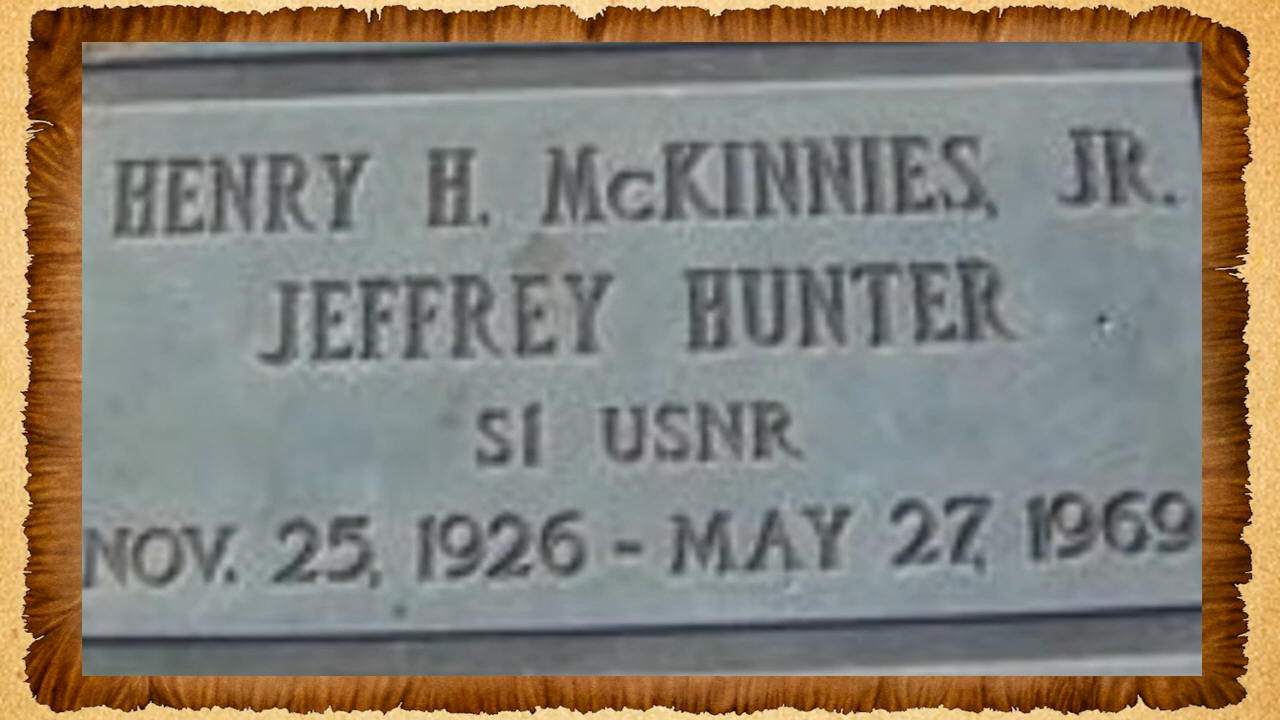 HENRY H. McKINNIES, JR.
JEFFREY HUNTER
S1 USNR
NOV. 25, 1926 - MAY 27, 1969